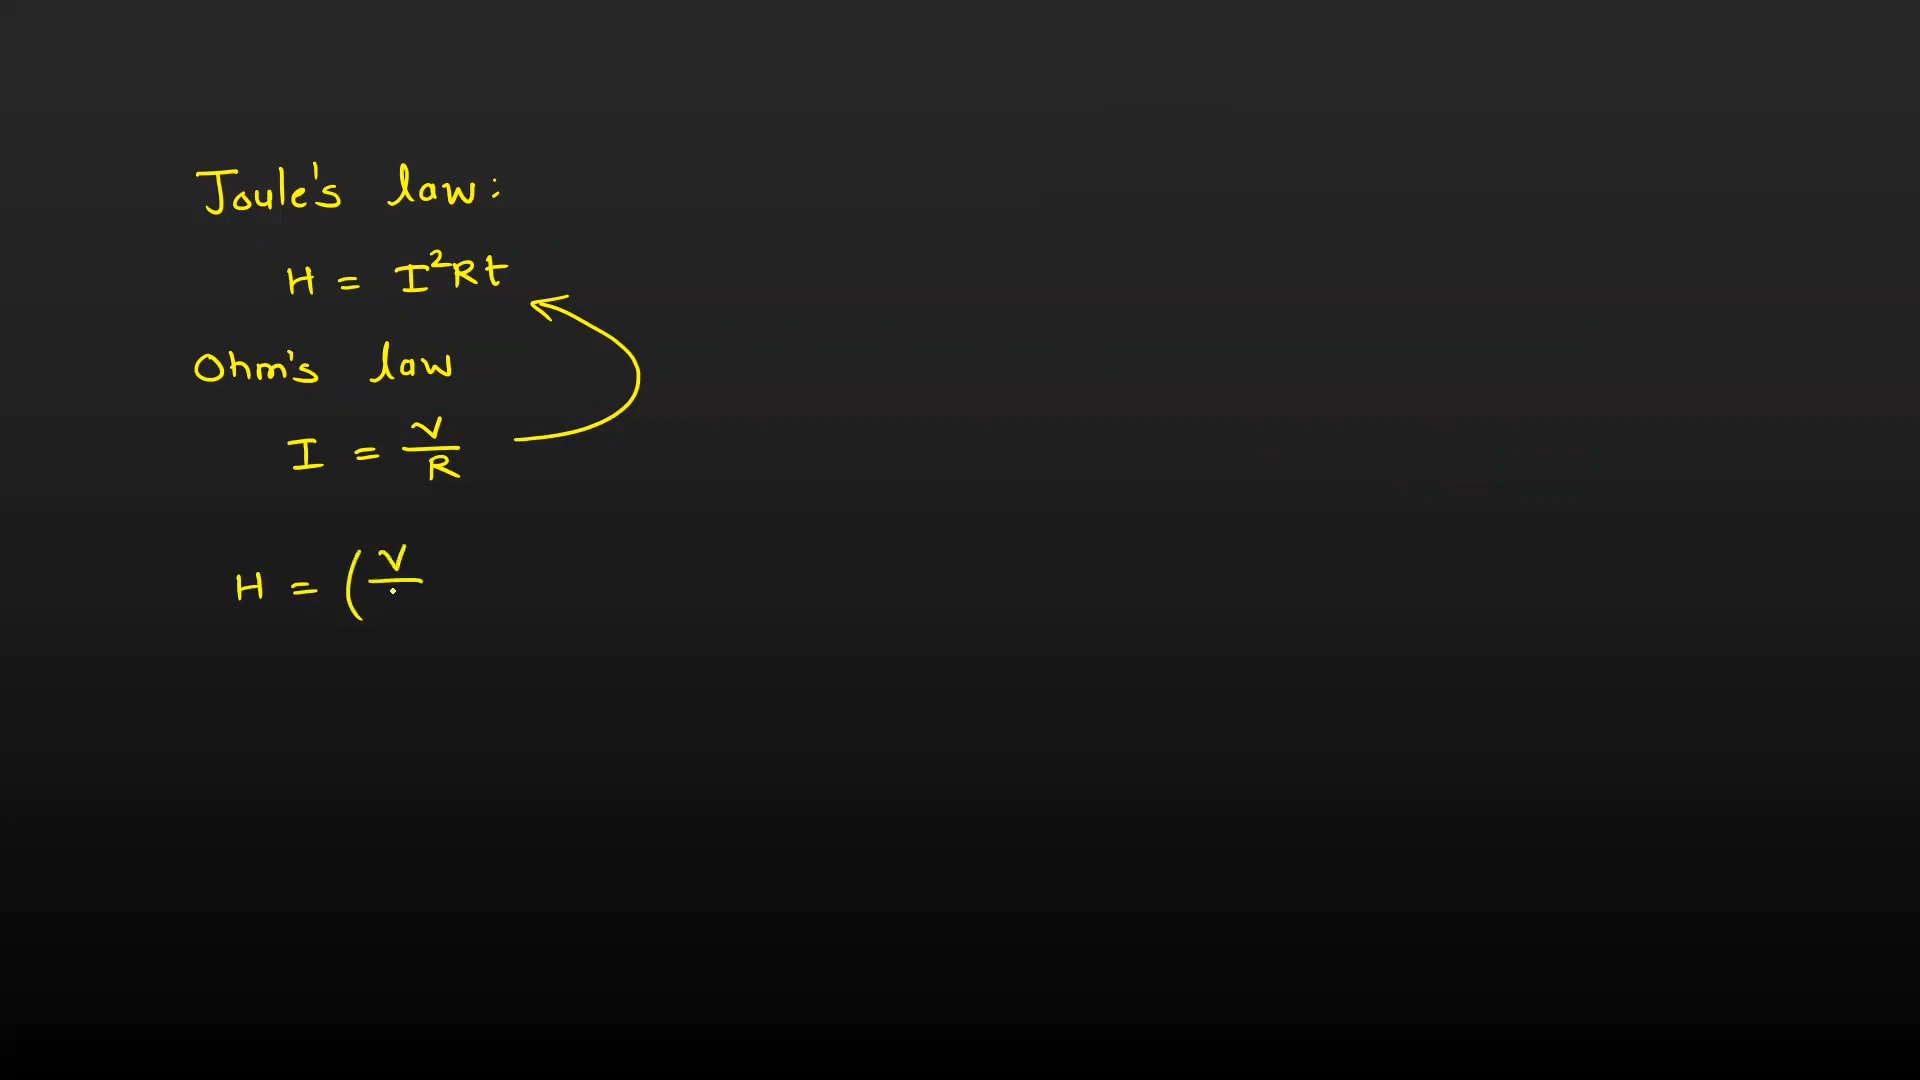 Joule's law:
H = I²Rt
Ohm's law
I = V/R
H = (V/